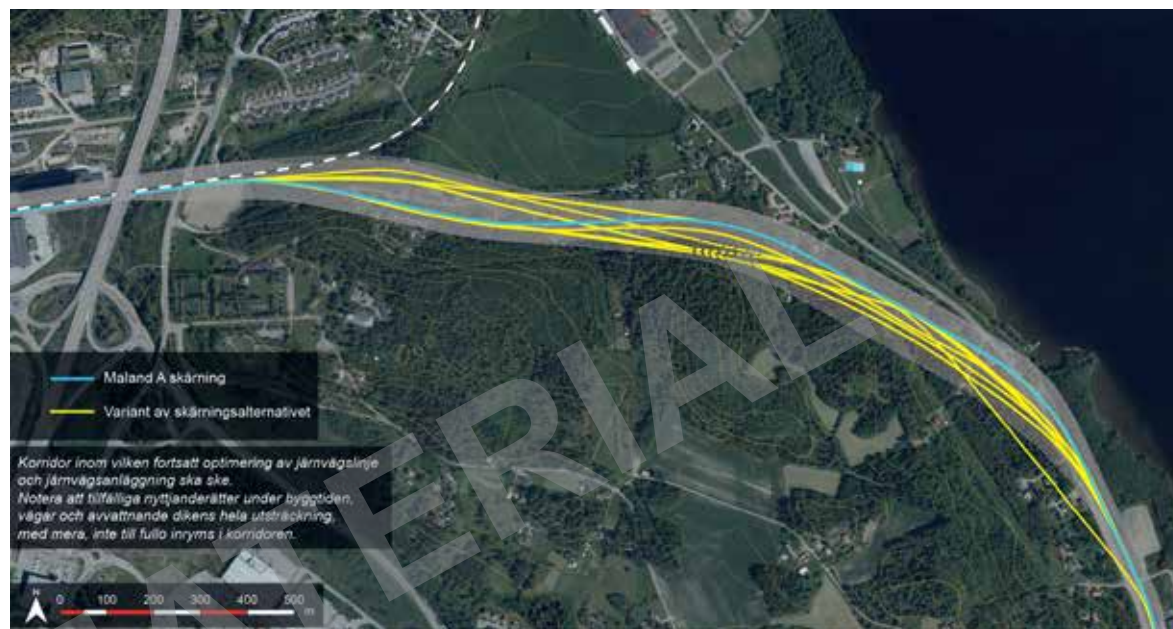 Maland A skärning
Variant av skärningsalternativet
Korridor inom vilken fortsatt optimering av järnvägslinje
och järnvägsanläggning ska ske.
Notera att tillfälliga nyttjanderätter under byggtiden,
vägar och avvattnande dikens hela utsträckning,
med mera, inte till fullo inryms i korridoren.
N
0 100 200 300 400 500
m
ATERIAL